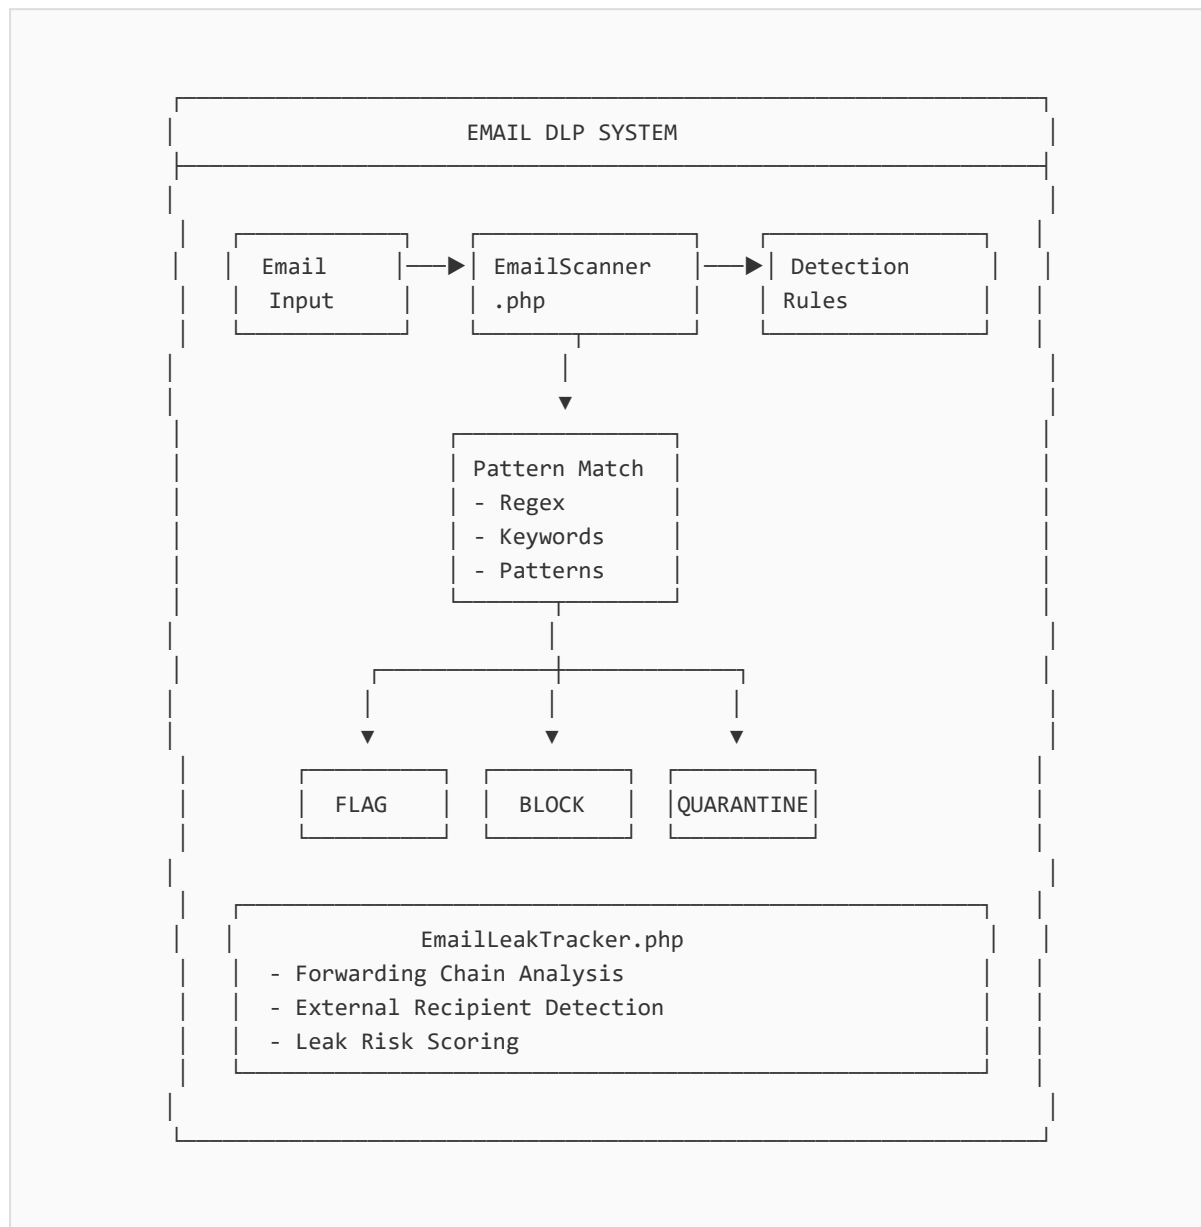 EMAIL DLP SYSTEM
Email EmailScanner Detection
Input .php Rules
Pattern Match
- Regex
- Keywords
- Patterns
FLAG BLOCK QUARANTINE
EmailLeakTracker.php
- Forwarding Chain Analysis
- External Recipient Detection
- Leak Risk Scoring